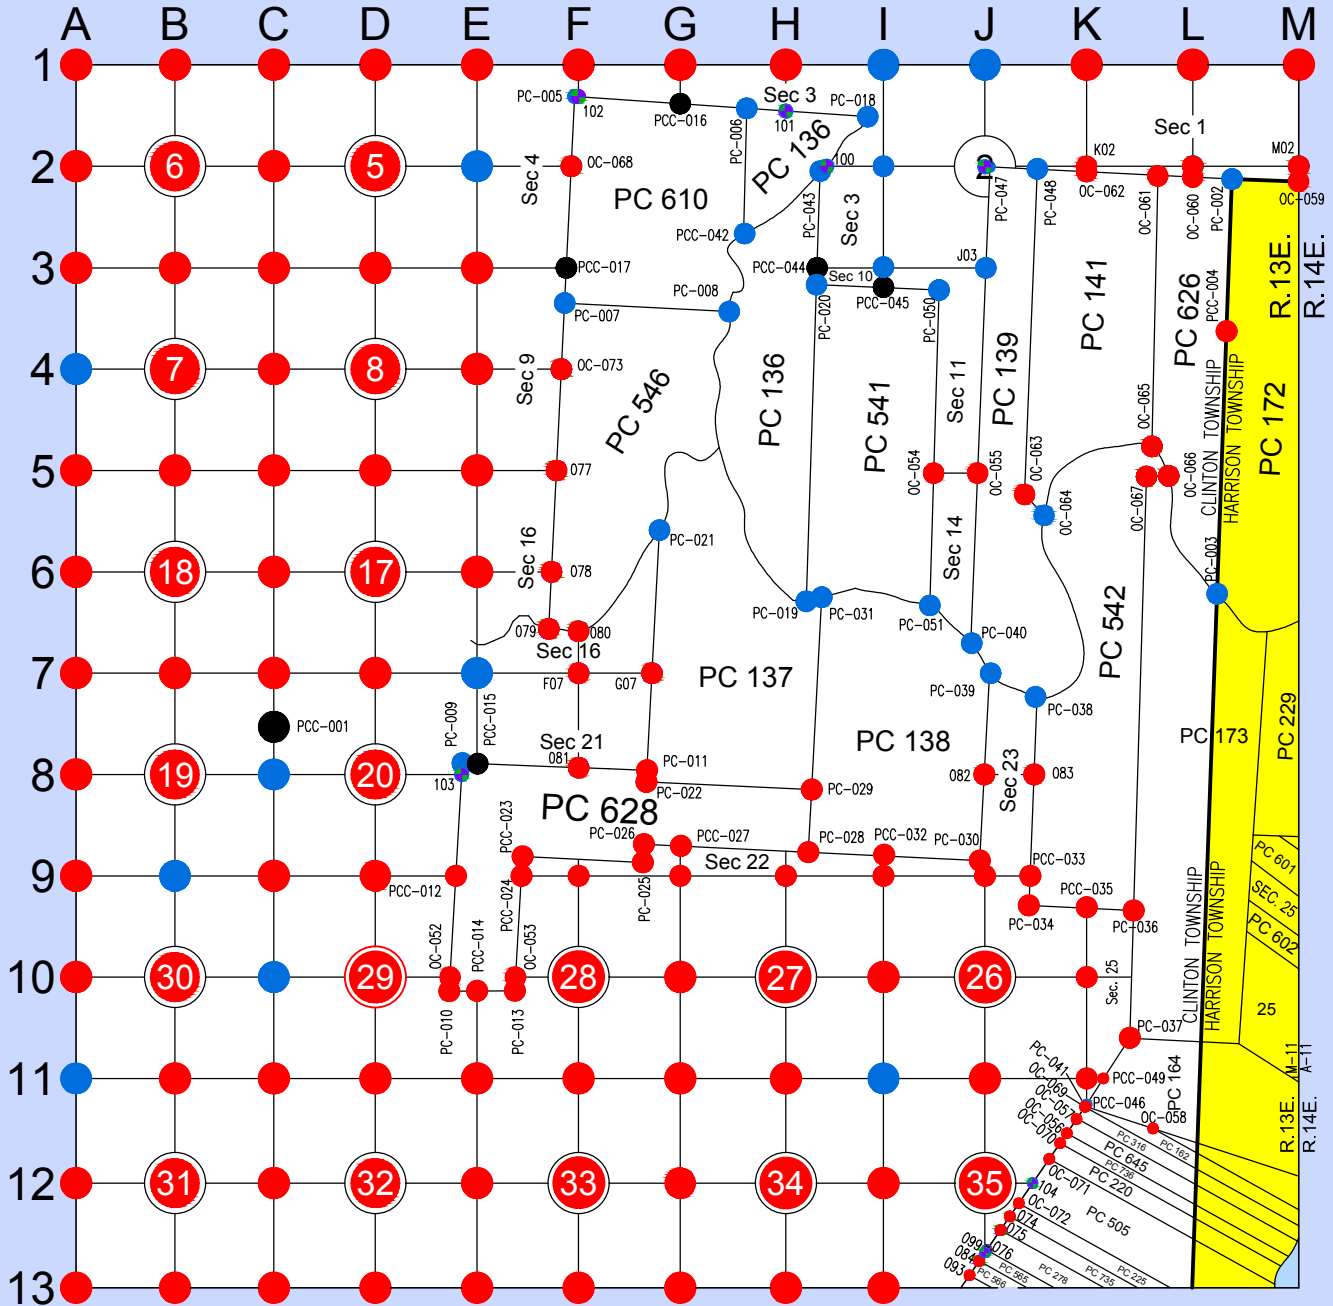 A B C D E F G H I J K L M
1
PC-005
102
PCC-016
PC-006
Sec 3
101
PC-018
PC 136
Sec 1
2
6
5
Sec 4
OC-068
PC 610
100
PC-043
Sec 3
2
PC-047
PC-048
K02
OC-062
OC-061
OC-060
PC-002
M02
OC-059
PCC-042
3
PCC-017
PC-007
PC-008
PCC-044
Sec 10
PC-020
PCC-045
PC-050
J03
PC 141
PC 626
PCC-004
R.13E.
R.14E.
4
7
8
Sec 9
OC-073
PC 546
PC 136
PC 541
Sec 11
PC 139
OC-065
CLINTON TOWNSHIP
HARRISON TOWNSHIP
PC 172
5
077
OC-054
OC-055
OC-063
OC-064
OC-067
OC-066
PC-021
6
18
17
Sec 16
078
Sec 14
PC-003
PC-019
PC-031
PC-051
PC-040
PC 542
079
080
Sec 16
7
F07
G07
PC 137
PC-039
PC-038
PCC-001
PC-009
PCC-015
Sec 21
081
PC 138
PC 173
PC 229
8
19
20
103
PC-011
PC-022
PC-029
082
Sec 23
083
PC 628
PCC-023
PC-026
PCC-027
PC-028
PCC-032
PC-030
PC 601
9
PCC-012
PCC-024
PC-025
Sec 22
PCC-033
PCC-035
PC-034
PC-036
SEC. 25
PC 602
CLINTON TOWNSHIP
HARRISON TOWNSHIP
OC-052
PCC-014
OC-053
10
30
29
28
27
26
Sec. 25
25
PC-010
PC-013
PC-037
11
PC-041
OC-069
OC-057
OC-056
OC-070
PCC-049
PCC-046
PC 164
OC-058
M-11
A-11
R.13E.
R.14E.
PC 316
PC 162
PC 645
PC 736
PC 220
12
31
32
33
34
35
OC-071
104
OC-072
PC 505
074
075
076
099
084
093
13
PC 566
PC 565
PC 278
PC 735
PC 225